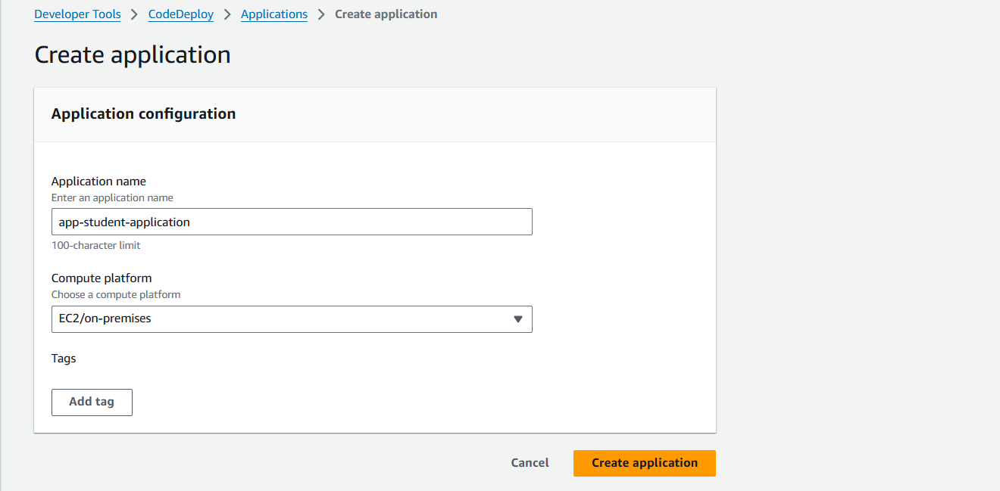 Developer Tools > CodeDeploy > Applications > Create application
Create application
Application configuration
Application name
Enter an application name
app-student-application
100-character limit
Compute platform
Choose a compute platform
EC2/on-premises
Tags
Add tag
Cancel Create application